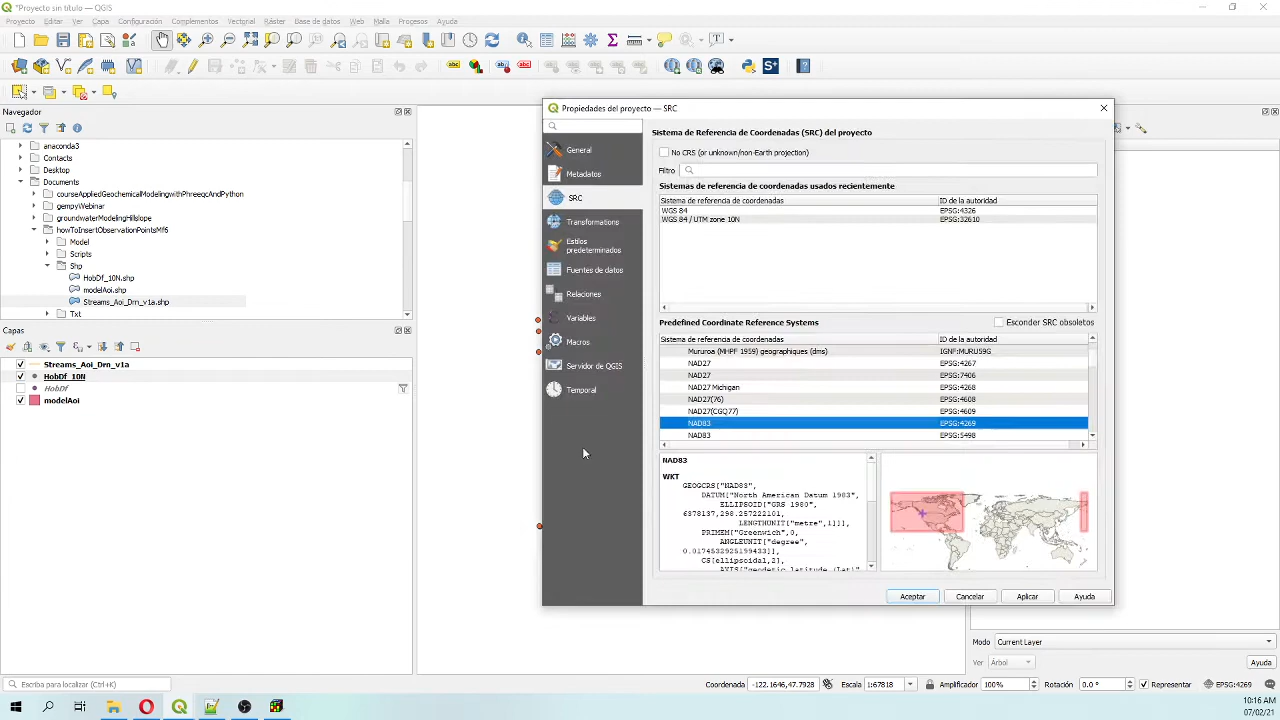 *Proyecto sin título — QGIS
Proyecto Editar Ver Capa Configuración Complementos Vectorial Ráster Base de datos Web Malla Procesos Ayuda
Navegador
anaconda3
Contacts
Desktop
Documents
courseAppliedGeochemicalModelingwithPhreeqcAndPython
gempyWebinar
groundwaterModelingHillslope
howToInsertObservationPointsMf6
Model
Scripts
Shp
HobDf_10N.shp
modelAoi.shp
Streams_Aoi_Drn_v1a.shp
Txt
Capas
Streams_Aoi_Drn_v1a
HobDf_10N
HobDf
modelAoi
Propiedades del proyecto — SRC
General
Metadatos
SRC
Transformations
Estilos
predeterminados
Fuentes de datos
Relaciones
Variables
Macros
Servidor de QGIS
Temporal
Sistema de Referencia de Coordenadas (SRC) del proyecto
No CRS (or unknown/non-Earth projection)
Filtro
Sistemas de referencia de coordenadas usados recientemente
Sistema de referencia de coordenadas ID de la autoridad
WGS 84 EPSG:4326
WGS 84 / UTM zone 10N EPSG:32610
Predefined Coordinate Reference Systems Esconder SRC obsoletos
Sistema de referencia de coordenadas ID de la autoridad
Mururoa (MHPF 1959) geographiques (dms) IGNF:MURU59G
NAD27 EPSG:4267
NAD27 EPSG:7406
NAD27 Michigan EPSG:4268
NAD27(76) EPSG:4608
NAD27(CGQ77) EPSG:4609
NAD83 EPSG:4269
NAD83 EPSG:5498
NAD83
WKT
GEOGCRS["NAD83",
DATUM["North American Datum 1983",
ELLIPSOID["GRS 1980",
6378137,298.257222101,
LENGTHUNIT["metre",1]]],
PRIMEM["Greenwich",0,
ANGLEUNIT["degree",
0.0174532925199433]],
CS[ellipsoidal,2],
AXIS["geodetic latitude (Lat)"
Aceptar Cancelar Aplicar Ayuda
Modo Current Layer
Ver Árbol Ayuda
Escriba para localizar (Ctrl+K) Coordenada -122.1646,47.7928 Escala 1:67818 Amplificador 100% Rotación 0.0 ° Representar EPSG:4269
10:16 AM
07/02/21